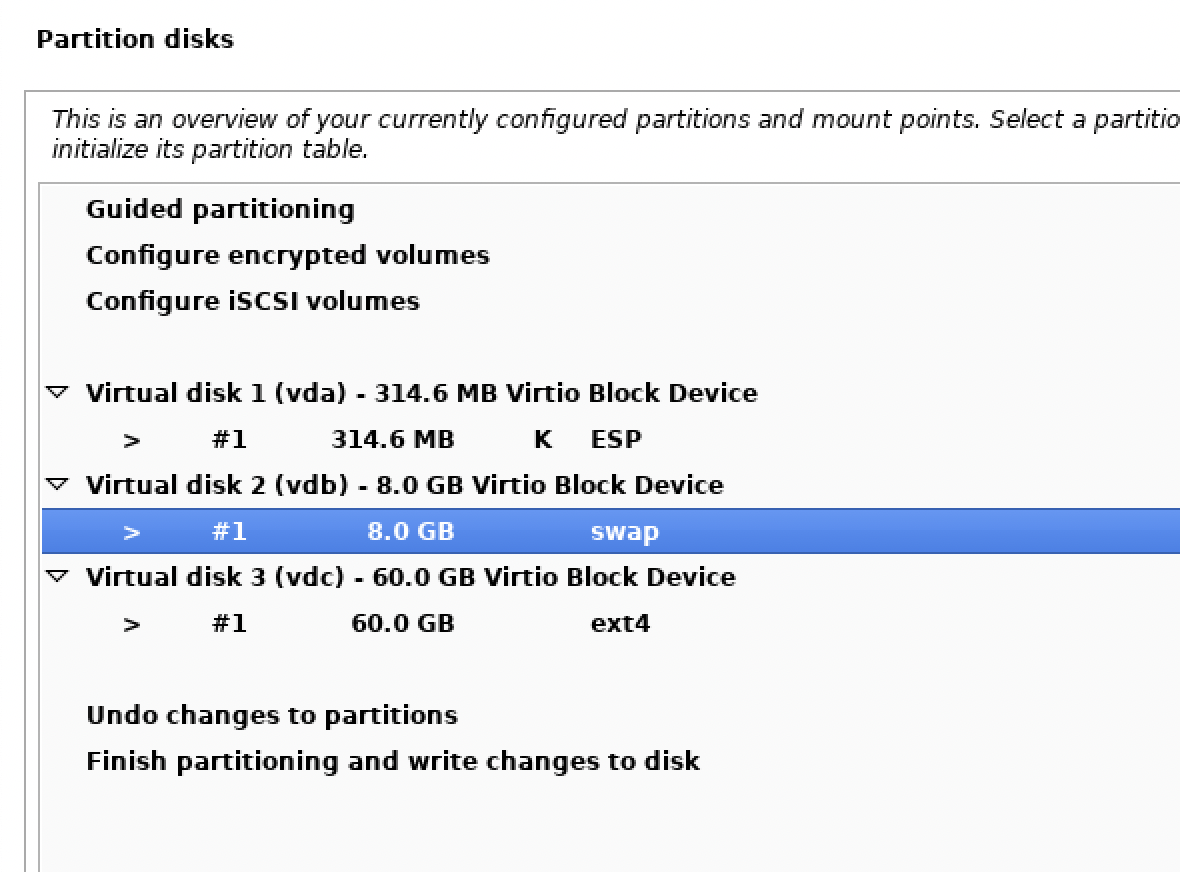 Partition disks
This is an overview of your currently configured partitions and mount points. Select a partitio
initialize its partition table.
Guided partitioning
Configure encrypted volumes
Configure iSCSI volumes
Virtual disk 1 (vda) - 314.6 MB Virtio Block Device
> #1 314.6 MB K ESP
Virtual disk 2 (vdb) - 8.0 GB Virtio Block Device
> #1 8.0 GB swap
Virtual disk 3 (vdc) - 60.0 GB Virtio Block Device
> #1 60.0 GB ext4
Undo changes to partitions
Finish partitioning and write changes to disk